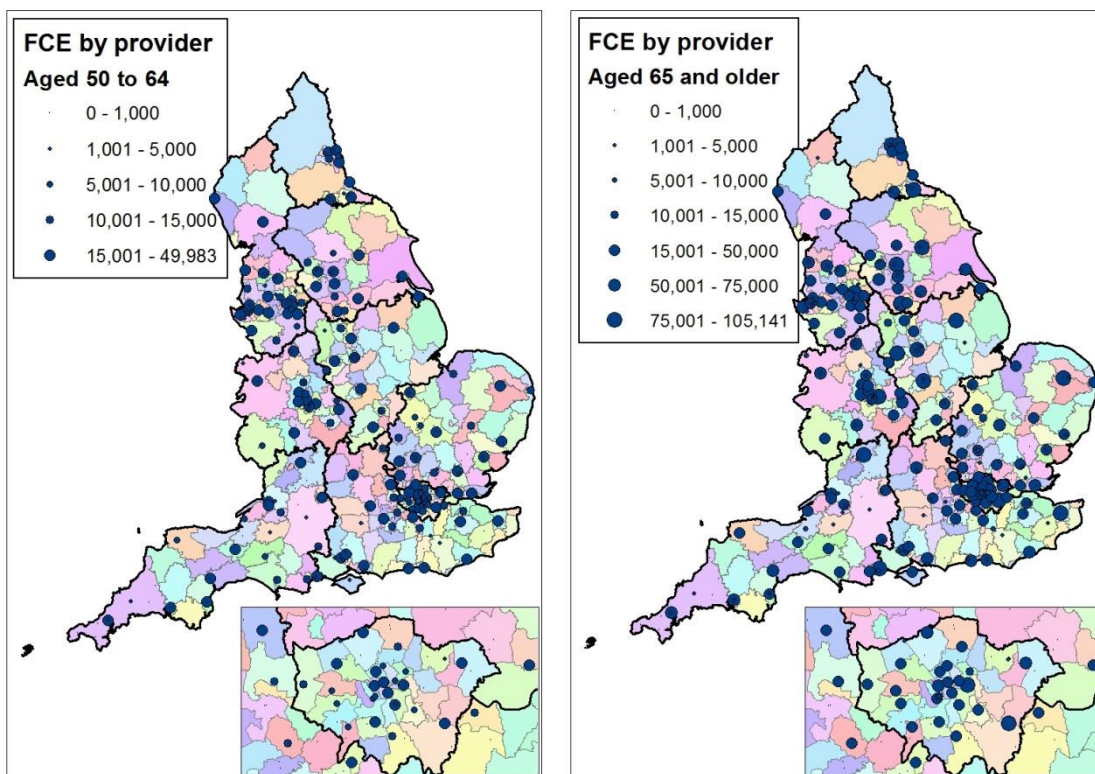 FCE by provider
Aged 50 to 64
0 - 1,000
1,001 - 5,000
5,001 - 10,000
10,001 - 15,000
15,001 - 49,983
FCE by provider
Aged 65 and older
0 - 1,000
1,001 - 5,000
5,001 - 10,000
10,001 - 15,000
15,001 - 50,000
50,001 - 75,000
75,001 - 105,141